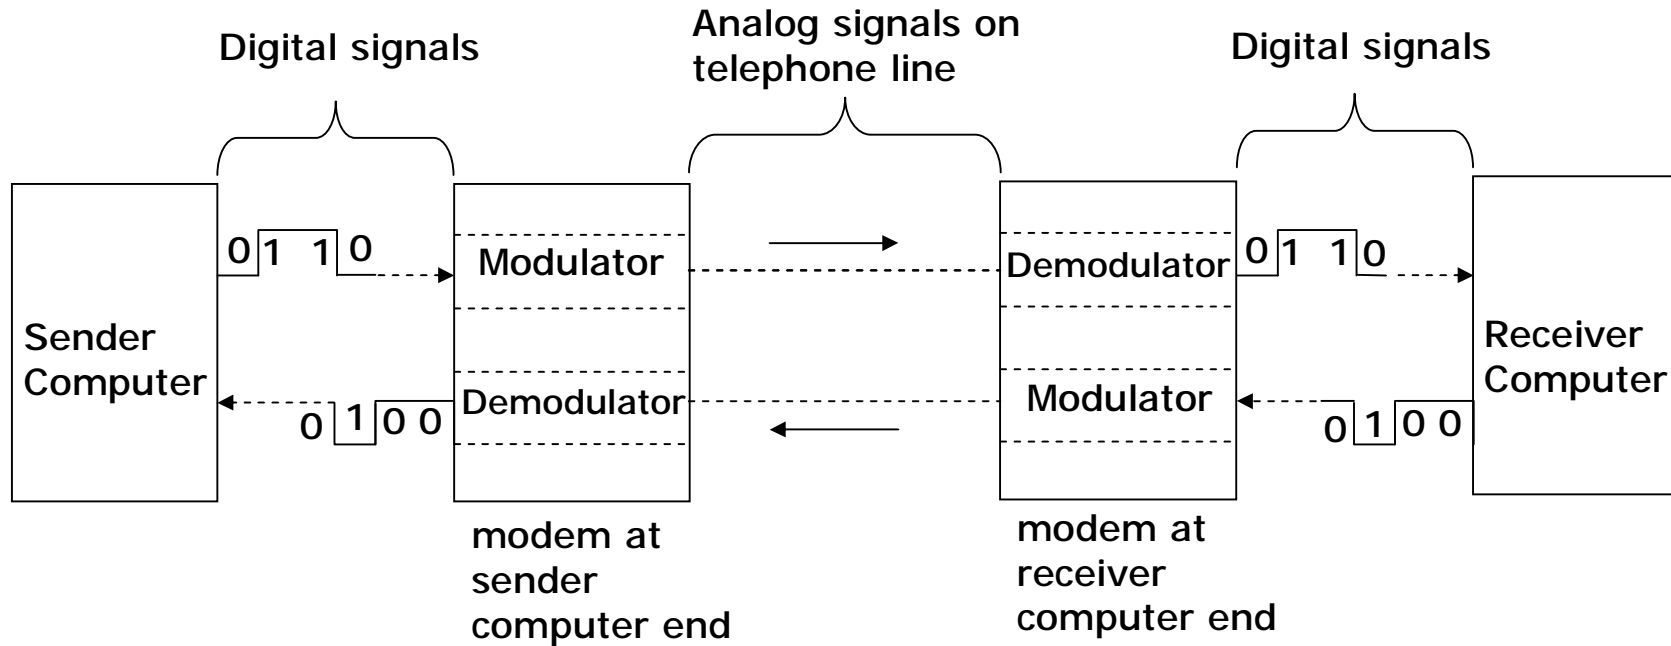 Digital signals
Analog signals on
telephone line
Digital signals
0 1 1 0
Modulator
Demodulator
0 1 1 0
Sender
Computer
Receiver
Computer
0 1 0 0
Demodulator
Modulator
0 1 0 0
modem at
sender
computer end
modem at
receiver
computer end